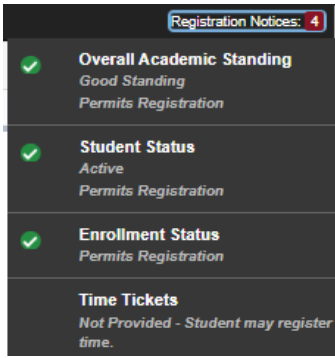 Registration Notices: 4
Overall Academic Standing
Good Standing
Permits Registration
Student Status
Active
Permits Registration
Enrollment Status
Permits Registration
Time Tickets
Not Provided - Student may register
time.